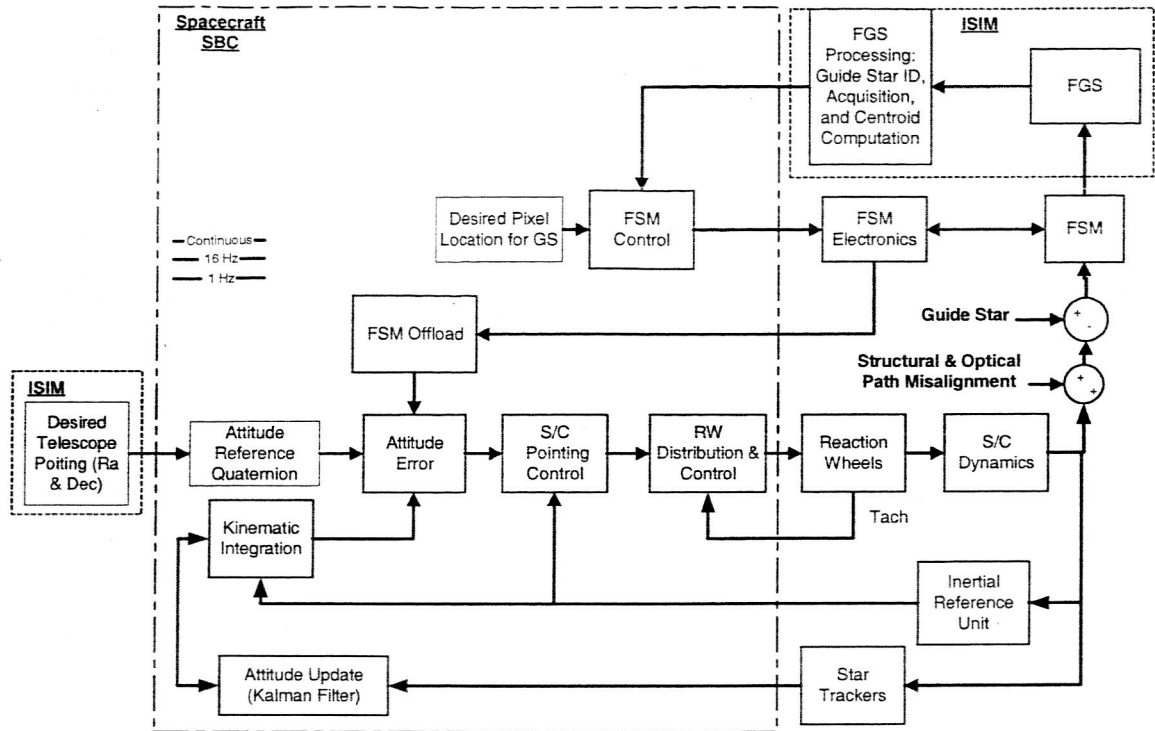 Spacecraft
SBC
ISIM
FGS
Processing:
Guide Star ID,
Acquisition,
and Centroid
Computation
FGS
Desired Pixel
Location for GS
FSM
Control
FSM
Electronics
FSM
Continuous
16 Hz
1 Hz
FSM Offload
Guide Star
+
-
Structural & Optical
Path Misalignment
+
+
ISIM
Desired
Telescope
Poiting (Ra
& Dec)
Attitude
Reference
Quaternion
Attitude
Error
S/C
Pointing
Control
RW
Distribution &
Control
Reaction
Wheels
S/C
Dynamics
Tach
Kinematic
Integration
Inertial
Reference
Unit
Attitude Update
(Kalman Filter)
Star
Trackers